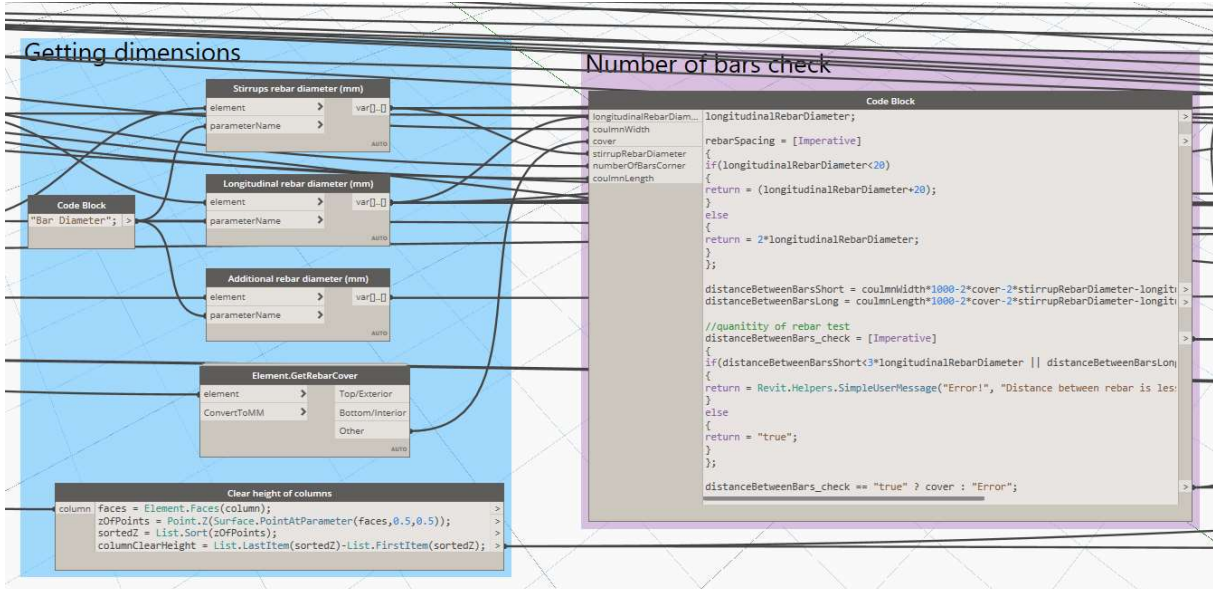 Getting dimensions
Stirrups rebar diameter (mm)
element > var[]..[]
parameterName >
AUTO
Longitudinal rebar diameter (mm)
element > var[]..[]
parameterName >
AUTO
Code Block
"Bar Diameter"; >
Additional rebar diameter (mm)
element > var[]..[]
parameterName >
AUTO
Element.GetRebarCover
element > Top/Exterior
ConvertToMM > Bottom/Interior
Other
AUTO
Clear height of columns
column faces = Element.Faces(column); >
zOfPoints = Point.Z(Surface.PointAtParameter(faces,0.5,0.5)); >
sortedZ = List.Sort(zOfPoints); >
columnClearHeight = List.LastItem(sortedZ)-List.FirstItem(sortedZ); >
Number of bars check
Code Block
longitudinalRebarDiam...
coulmnWidth
cover
stirrupRebarDiameter
numberOfBarsCorner
coulmnLength
longitudinalRebarDiameter; >
rebarSpacing = [Imperative] >
{
if(longitudinalRebarDiameter<20)
{
return = (longitudinalRebarDiameter+20);
}
else
{
return = 2*longitudinalRebarDiameter;
}
};
distanceBetweenBarsShort = coulmnWidth*1000-2*cover-2*stirrupRebarDiameter-longitu >
distanceBetweenBarsLong = coulmnLength*1000-2*cover-2*stirrupRebarDiameter-longitu >
//quanitity of rebar test
distanceBetweenBars_check = [Imperative] >
{
if(distanceBetweenBarsShort<3*longitudinalRebarDiameter || distanceBetweenBarsLong
{
return = Revit.Helpers.SimpleUserMessage("Error!", "Distance between rebar is les
}
else
{
return = "true";
}
};
distanceBetweenBars_check == "true" ? cover : "Error"; >